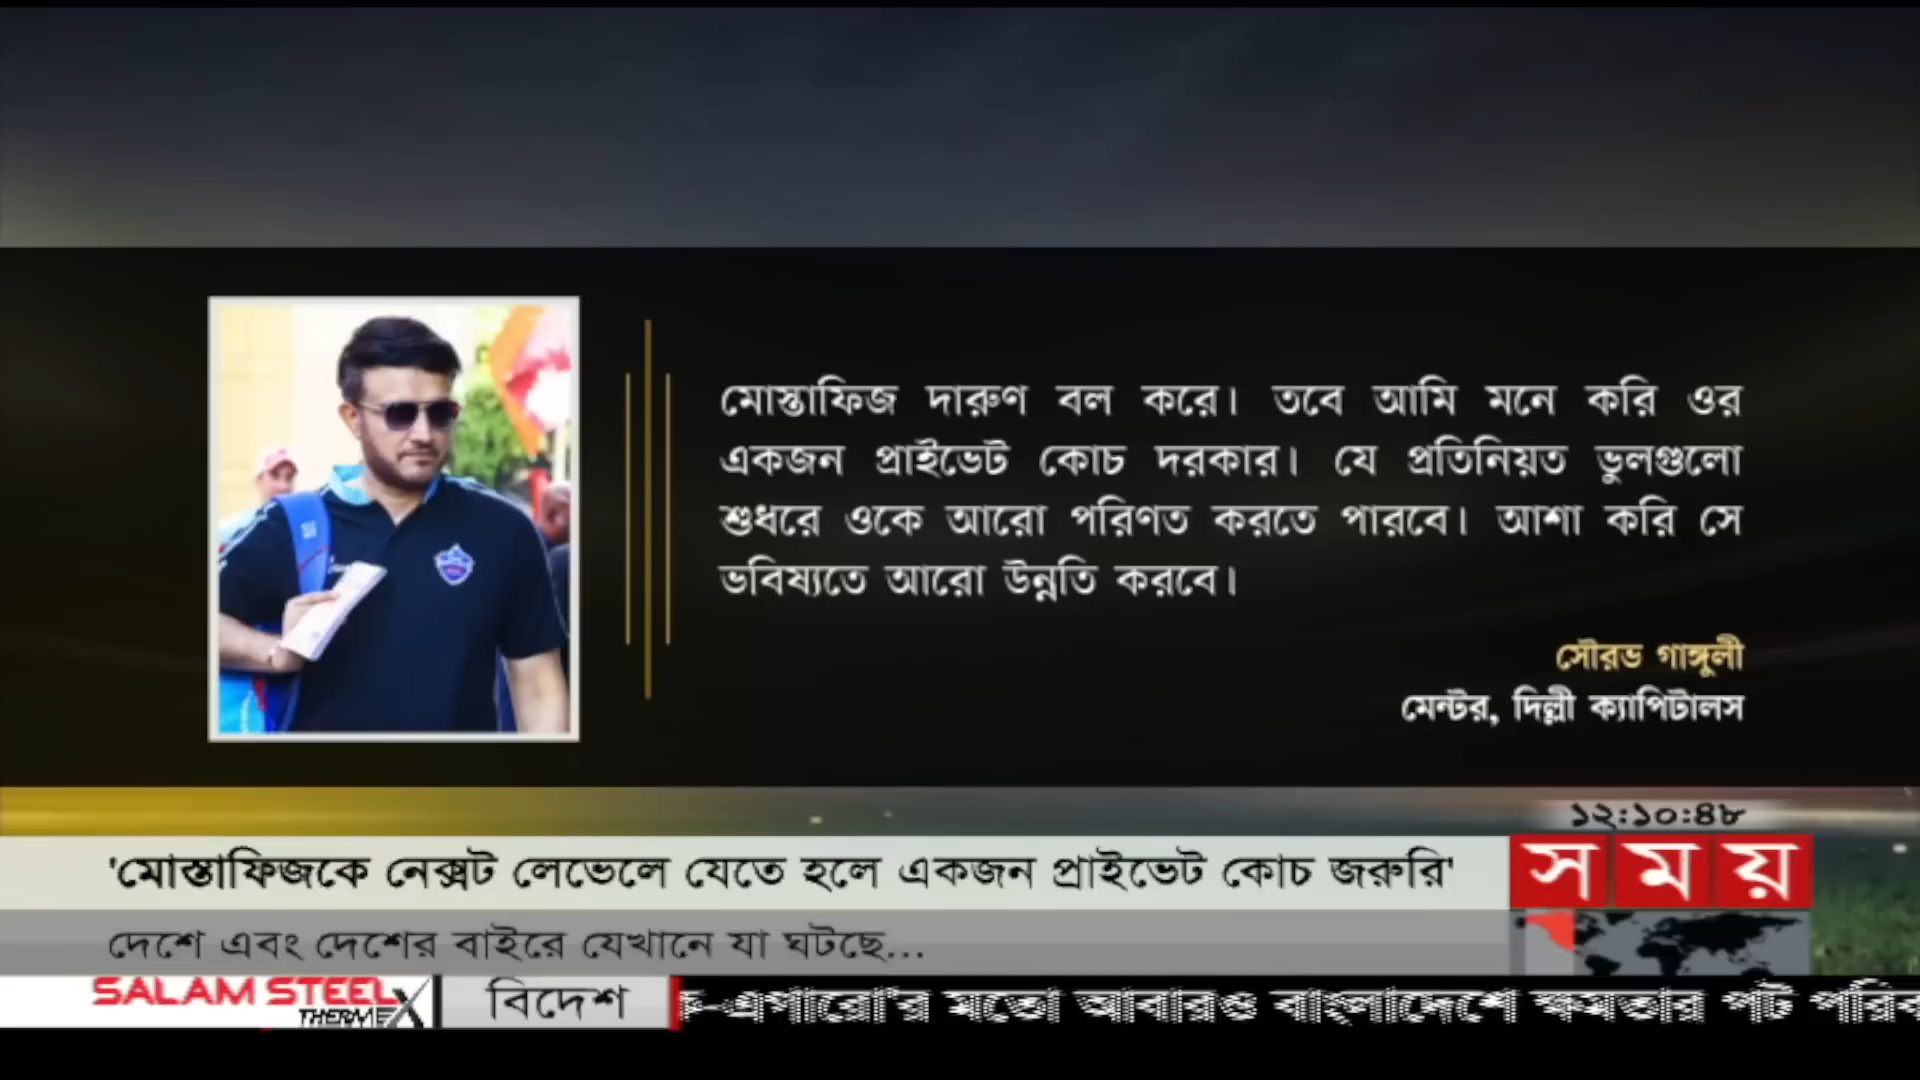 মোস্তাফিজ দারুণ বল করে। তবে আমি মনে করি ওর
একজন প্রাইভেট কোচ দরকার। যে প্রতিনিয়ত ভুলগুলো
শুধরে ওকে আরো পরিণত করতে পারবে। আশা করি সে
ভবিষ্যতে আরো উন্নতি করবে।
সৌরভ গাঙ্গুলী
মেন্টর, দিল্লী ক্যাপিটালস
১২:১০:৪৮
'মোস্তাফিজকে নেক্সট লেভেলে যেতে হলে একজন প্রাইভেট কোচ জরুরি'
সময়
দেশে এবং দেশের বাইরে যেখানে যা ঘটছে...
SALAM STEEL
THERMEX
বিদেশ
-এগারো'র মতো আবারও বাংলাদেশে ক্ষমতার পট